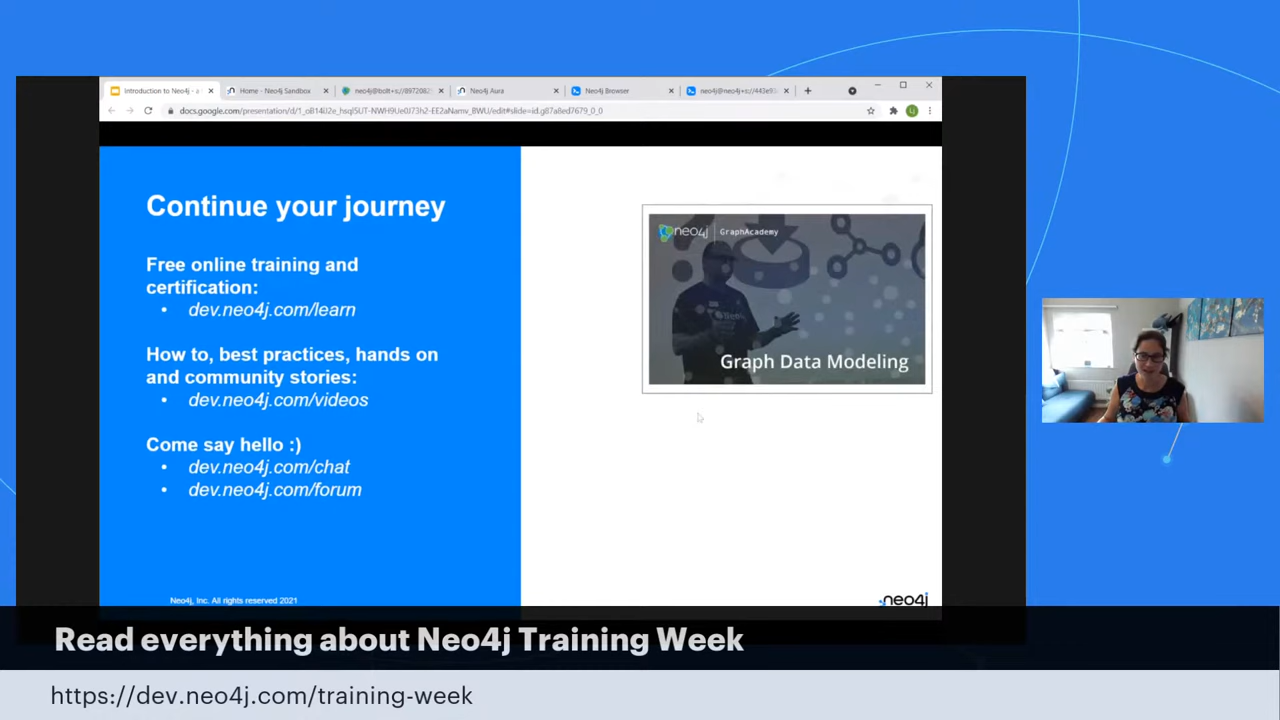 Introduction to Neo4j - a
Home - Neo4j Sandbox
Neo4j Aura
Neo4j Browser
Continue your journey
Free online training and
certification:
• dev.neo4j.com/learn
How to, best practices, hands on
and community stories:
• dev.neo4j.com/videos
Come say hello :)
• dev.neo4j.com/chat
• dev.neo4j.com/forum
Neo4j, Inc. All rights reserved 2021
neo4j GraphAcademy
Graph Data Modeling
neo4j
Read everything about Neo4j Training Week
https://dev.neo4j.com/training-week